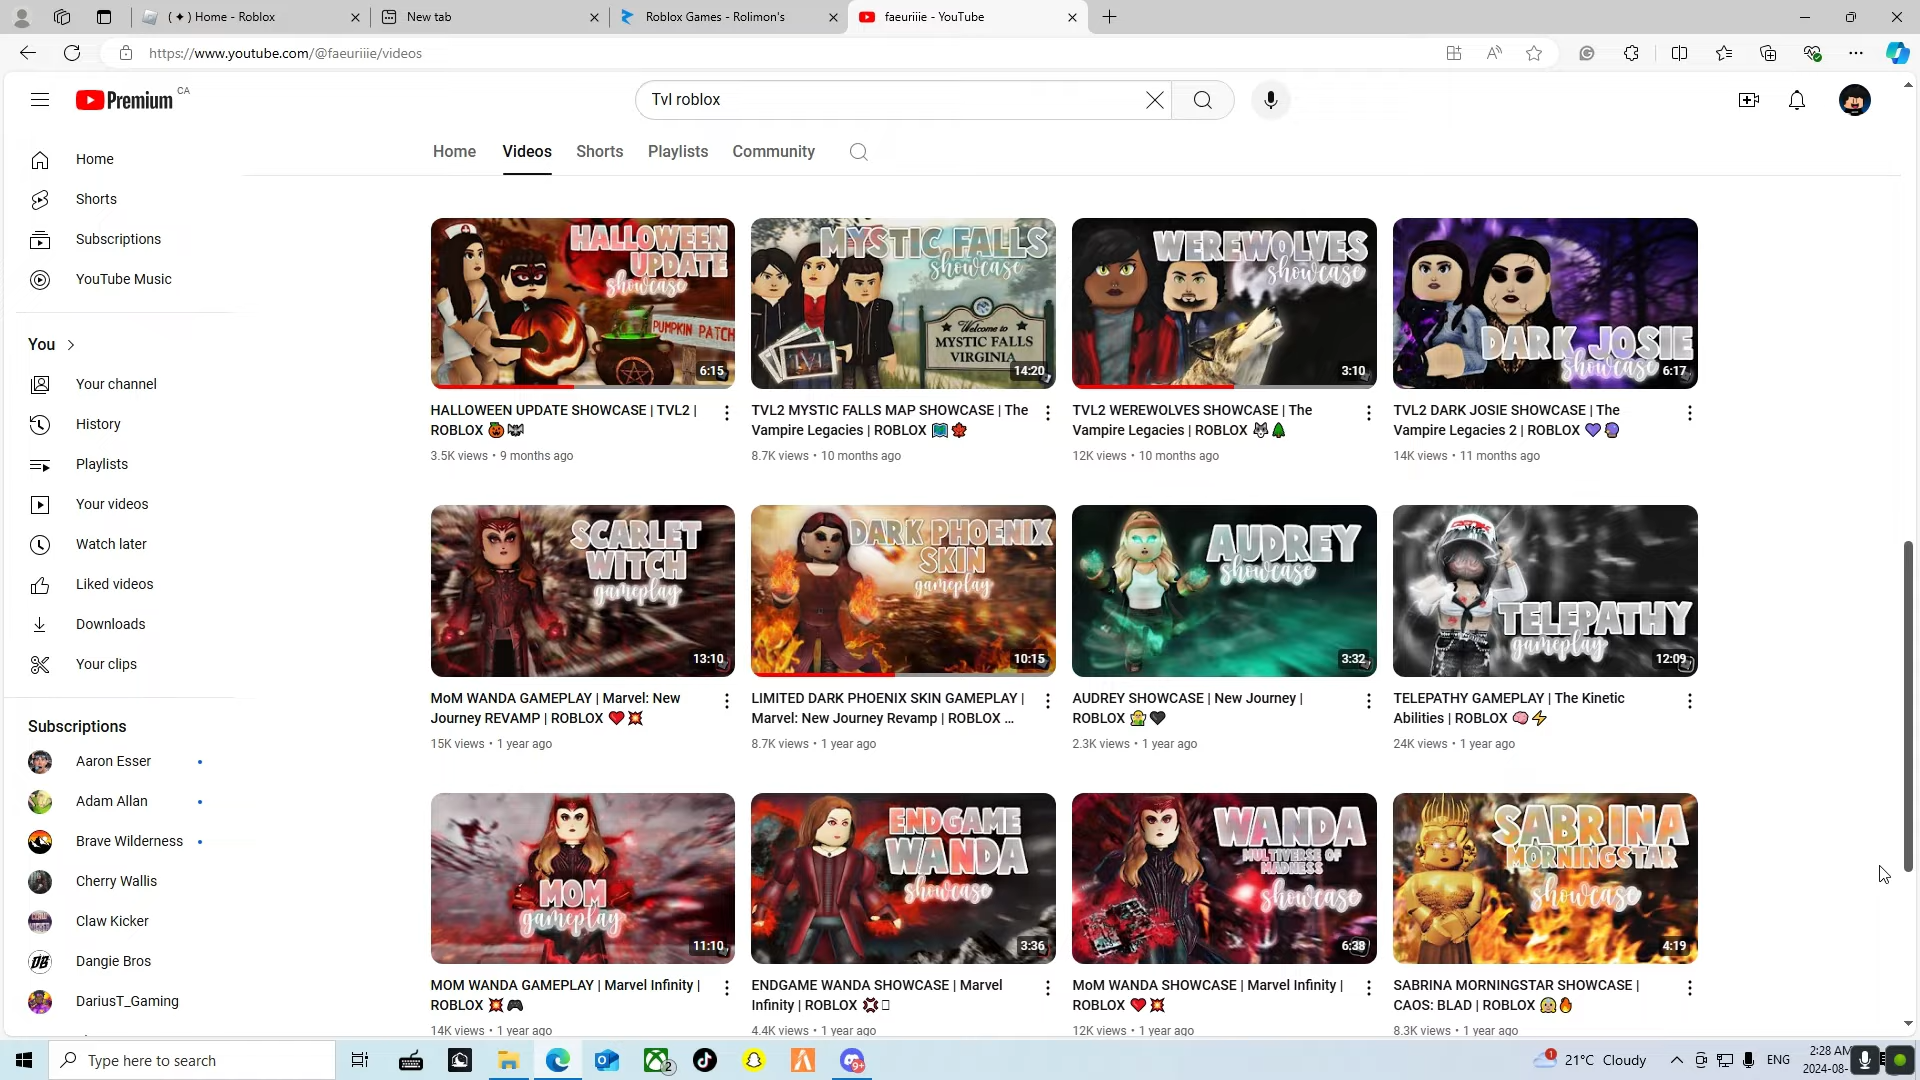 ( ✦ ) Home - Roblox
New tab
Roblox Games - Rolimon's
faeuriiie - YouTube
https://www.youtube.com/@faeuriiie/videos
Premium CA
Tvl roblox
Home
Videos
Shorts
Playlists
Community
Home
Shorts
Subscriptions
YouTube Music
You
Your channel
History
Playlists
Your videos
Watch later
Liked videos
Downloads
Your clips
Subscriptions
Aaron Esser
Adam Allan
Brave Wilderness
Cherry Wallis
Claw Kicker
Dangie Bros
DariusT_Gaming
HALLOWEEN
UPDATE
showcase
PUMPKIN PATCH
6:15
HALLOWEEN UPDATE SHOWCASE | TVL2 |
ROBLOX 🎃🦇
3.5K views • 9 months ago
MYSTIC FALLS
showcase
Welcome to
MYSTIC FALLS
VIRGINIA
14:20
TVL2 MYSTIC FALLS MAP SHOWCASE | The
Vampire Legacies | ROBLOX 🗺️🍁
8.7K views • 10 months ago
WEREWOLVES
showcase
3:10
TVL2 WEREWOLVES SHOWCASE | The
Vampire Legacies | ROBLOX 🐺🌲
12K views • 10 months ago
DARK JOSIE
showcase
6:17
TVL2 DARK JOSIE SHOWCASE | The
Vampire Legacies 2 | ROBLOX 💜🔮
14K views • 11 months ago
SCARLET
WITCH
gameplay
13:10
MoM WANDA GAMEPLAY | Marvel: New
Journey REVAMP | ROBLOX ❤️💥
15K views • 1 year ago
DARK PHOENIX
SKIN
gameplay
10:15
LIMITED DARK PHOENIX SKIN GAMEPLAY |
Marvel: New Journey Revamp | ROBLOX ...
8.7K views • 1 year ago
AUDREY
showcase
3:32
AUDREY SHOWCASE | New Journey |
ROBLOX 🧝🖤
2.3K views • 1 year ago
TELEPATHY
gameplay
12:09
TELEPATHY GAMEPLAY | The Kinetic
Abilities | ROBLOX 🧠⚡
24K views • 1 year ago
MOM
gameplay
11:10
MOM WANDA GAMEPLAY | Marvel Infinity |
ROBLOX 💥🎮
14K views • 1 year ago
ENDGAME
WANDA
showcase
3:36
ENDGAME WANDA SHOWCASE | Marvel
Infinity | ROBLOX 💢
4.4K views • 1 year ago
WANDA
MULTIVERSE OF
MADNESS
showcase
6:38
MoM WANDA SHOWCASE | Marvel Infinity |
ROBLOX ❤️💥
12K views • 1 year ago
SABRINA
MORNINGSTAR
showcase
4:19
SABRINA MORNINGSTAR SHOWCASE |
CAOS: BLAD | ROBLOX 👼🔥
8.3K views • 1 year ago
Type here to search
2
9+
1
21°C Cloudy
ENG
2:28 AM
2024-08-